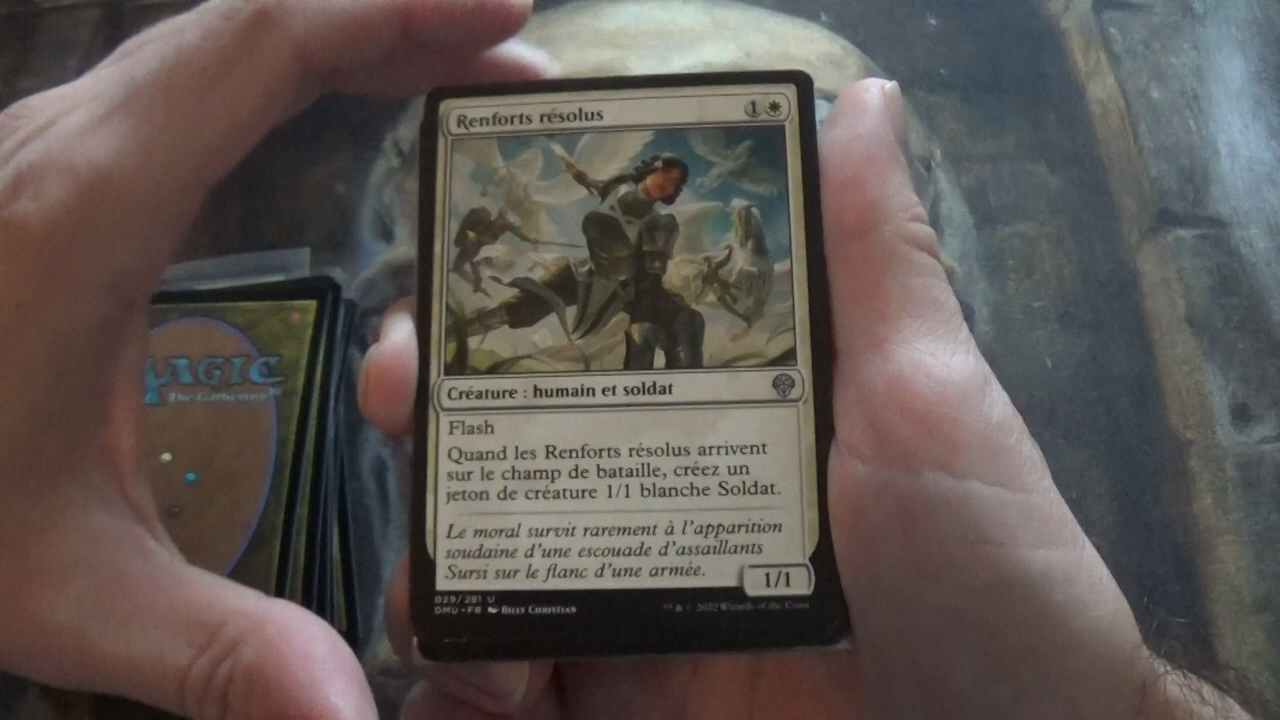 Renforts résolus
1
Créature : humain et soldat
Flash
Quand les Renforts résolus arrivent
sur le champ de bataille, créez un
jeton de créature 1/1 blanche Soldat.
Le moral survit rarement à l'apparition
soudaine d'une escouade d'assaillants
Sursi sur le flanc d'une armée.
1/1
029/281 U
DMU • FR Billy Christian
™ & © 2022 Wizards of the Coast
MAGIC
The Gathering